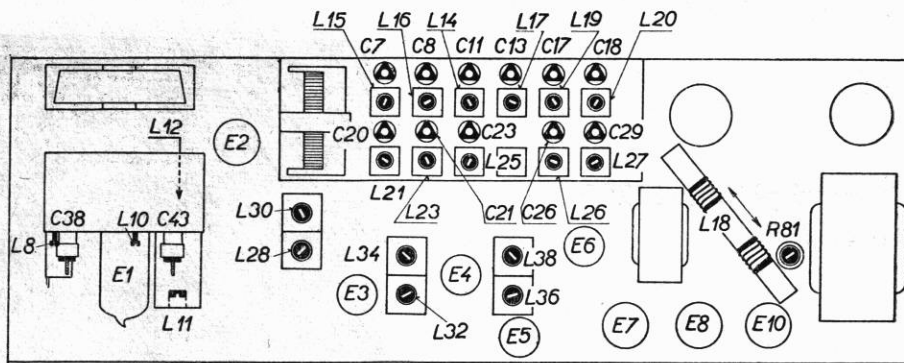 L15 L16 L14 L17 L19 L20
C7 C8 C11 C13 C17 C18
L12
E2
C20 C23 C29
L25 L27
L21
L23 C21 C26 L26
L30
C38 L10 C43
L8
L28
L34 L38
E6
L18
R81
E1
E3 E4
L36
L11
L32
E5
E7 E8 E10